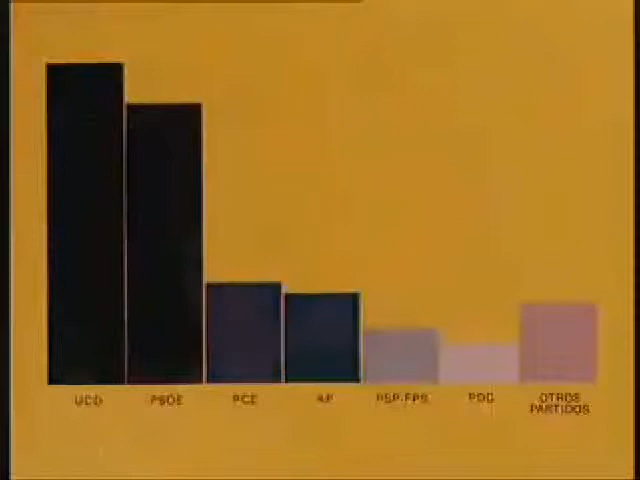 UCD
PSOE
PCE
AP
PSP-FPS
PDC
OTROS
PARTIDOS